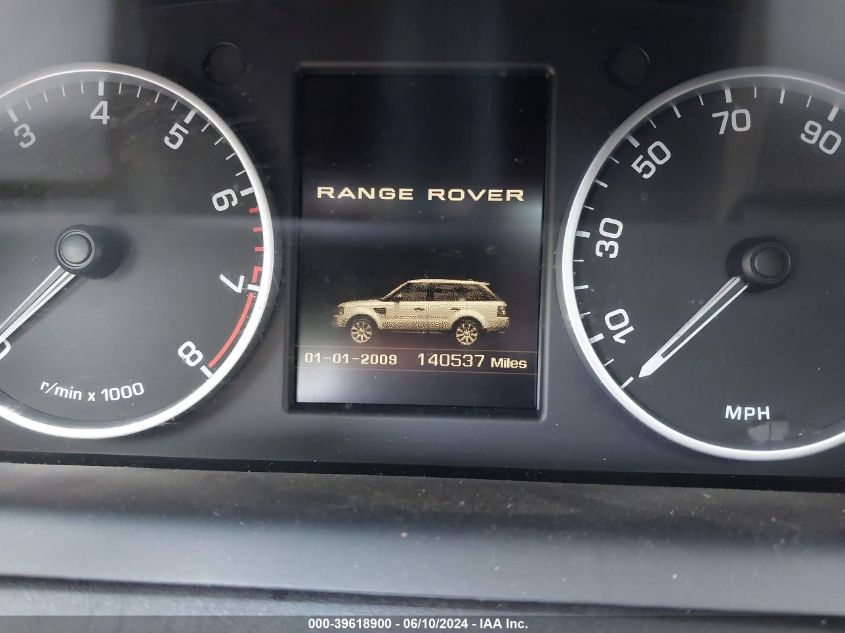 3 4 5 6 7 8
0
r/min x 1000
RANGE ROVER
01-01-2009 140537 Miles
10 30 50 70 90
MPH
000-39618900 - 06/10/2024 - IAA Inc.